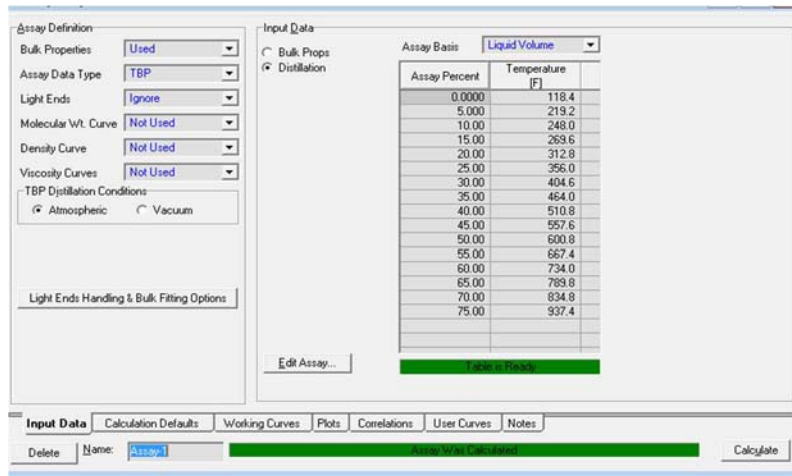 Assay Definition
Bulk Properties Used
Assay Data Type TBP
Light Ends Ignore
Molecular Wt. Curve Not Used
Density Curve Not Used
Viscosity Curves Not Used
TBP Distillation Conditions
Atmospheric Vacuum
Light Ends Handling & Bulk Fitting Options
Input Data
Bulk Props
Distillation
Assay Basis Liquid Volume
Assay Percent Temperature [F]
0.0000 118.4
5.000 219.2
10.00 248.0
15.00 269.6
20.00 312.8
25.00 356.0
30.00 404.6
35.00 464.0
40.00 510.8
45.00 557.6
50.00 600.8
55.00 667.4
60.00 734.0
65.00 789.8
70.00 834.8
75.00 937.4
Edit Assay...
Table is Ready
Input Data Calculation Defaults Working Curves Plots Correlations User Curves Notes
Delete Name: Assay-1 Assay Was Calculated Calculate